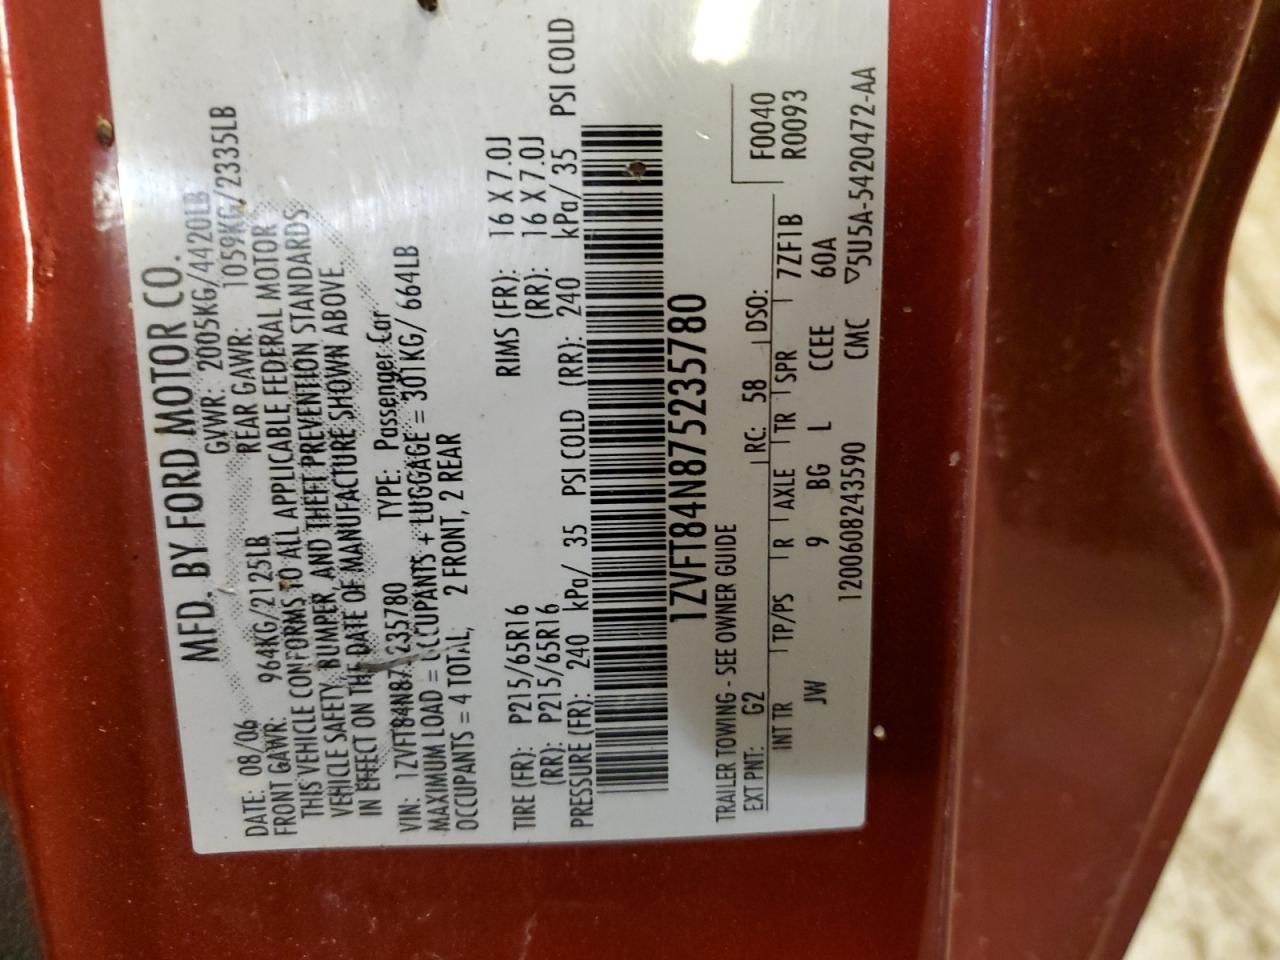 MFD. BY FORD MOTOR CO.
DATE: 08/06 GVWR: 2005KG/4420LB
FRONT GAWR: 964KG/2125LB REAR GAWR: 1059KG/2335LB
THIS VEHICLE CONFORMS TO ALL APPLICABLE FEDERAL MOTOR
VEHICLE SAFETY, BUMPER, AND THEFT PREVENTION STANDARDS
IN EFFECT ON THE DATE OF MANUFACTURE SHOWN ABOVE.
VIN: 1ZVFT84N87 235780 TYPE: Passenger Car
MAXIMUM LOAD = OCCUPANTS + LUGGAGE = 301KG/ 664LB
OCCUPANTS = 4 TOTAL, 2 FRONT, 2 REAR
TIRE (FR): P215/65R16 RIMS (FR): 16 X 7.0J
(RR): P215/65R16 (RR): 16 X 7.0J
PRESSURE (FR): 240 kPa/ 35 PSI COLD (RR): 240 kPa/ 35 PSI COLD
1ZVFT84N875235780
TRAILER TOWING - SEE OWNER GUIDE
EXT PNT: G2 RC: 58 DSO: F0040
R0093
INT TR TP/PS R AXLE TR SPR 7ZF1B
JW 9 BG L CCEE 60A
1200608243590 CMC ▽5U5A-5420472-AA